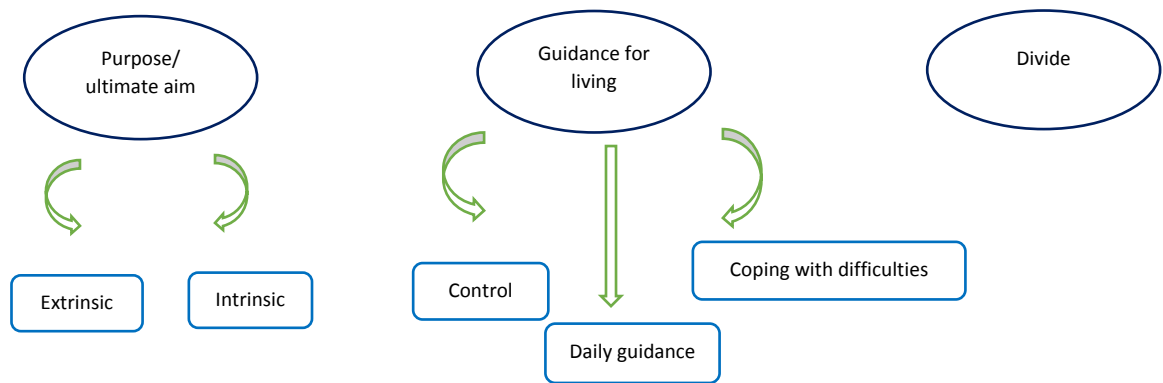 Purpose/
ultimate aim
Guidance for
living
Divide
Extrinsic
Intrinsic
Control
Coping with difficulties
Daily guidance